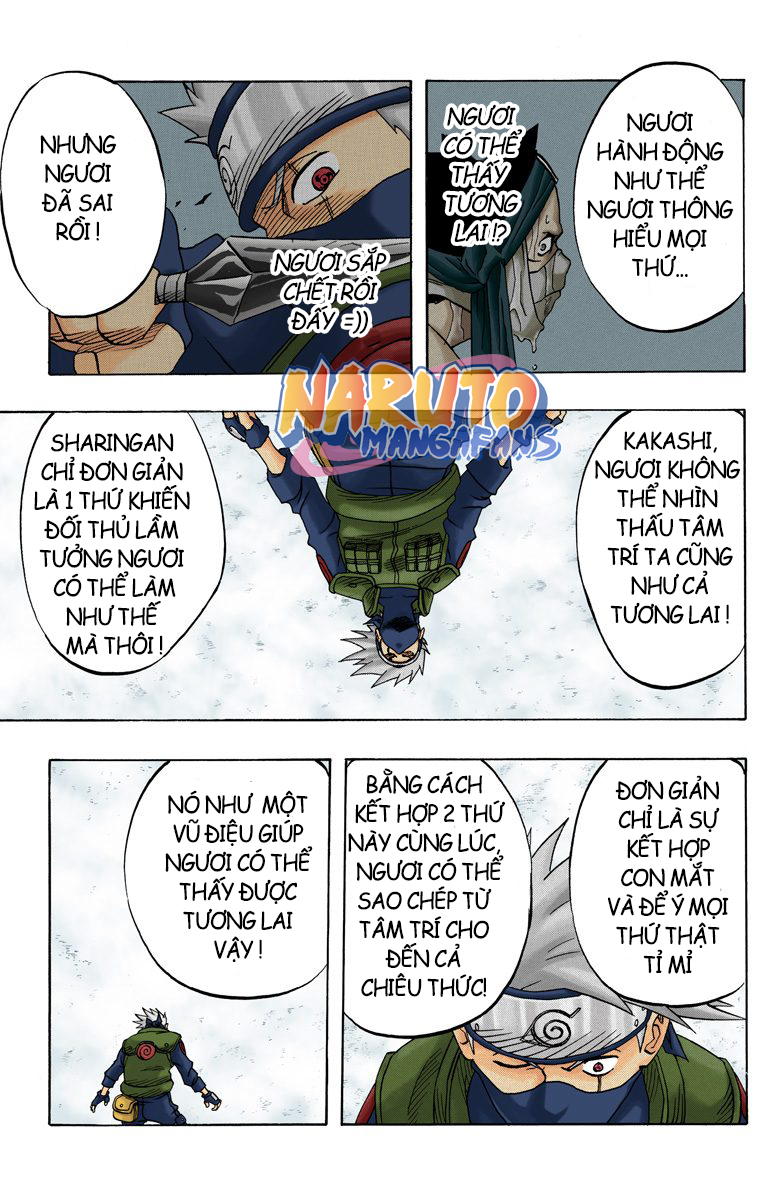 NGƯƠI
HÀNH ĐỘNG
NHƯ THỂ
NGƯƠI THÔNG
HIỂU MỌI
THỨ...
NGƯƠI
CÓ THỂ
THẤY
TƯƠNG
LAI !?
NHƯNG
NGƯƠI
ĐÃ SAI
RỒI !
NGƯƠI SẮP
CHẾT RỒI
ĐẤY =))
NARUTO
MANGAFANS
KAKASHI,
NGƯƠI KHÔNG
THỂ NHÌN
THẤU TÂM
TRÍ TA CŨNG
NHƯ CẢ
TƯƠNG LAI !
SHARINGAN
CHỈ ĐƠN GIẢN
LÀ 1 THỨ KHIẾN
ĐỐI THỦ LẦM
TƯỞNG NGƯƠI
CÓ THỂ LÀM
NHƯ THẾ
MÀ THÔI !
ĐƠN GIẢN
CHỈ LÀ SỰ
KẾT HỢP
CON MẮT
VÀ ĐỂ Ý MỌI
THỨ THẬT
TỈ MỈ
BẰNG CÁCH
KẾT HỢP 2 THỨ
NÀY CÙNG LÚC,
NGƯƠI CÓ THỂ
SAO CHÉP TỪ
TÂM TRÍ CHO
ĐẾN CẢ
CHIÊU THỨC!
NÓ NHƯ MỘT
VŨ ĐIỆU GIÚP
NGƯƠI CÓ THỂ
THẤY ĐƯỢC
TƯƠNG LAI
VẬY !